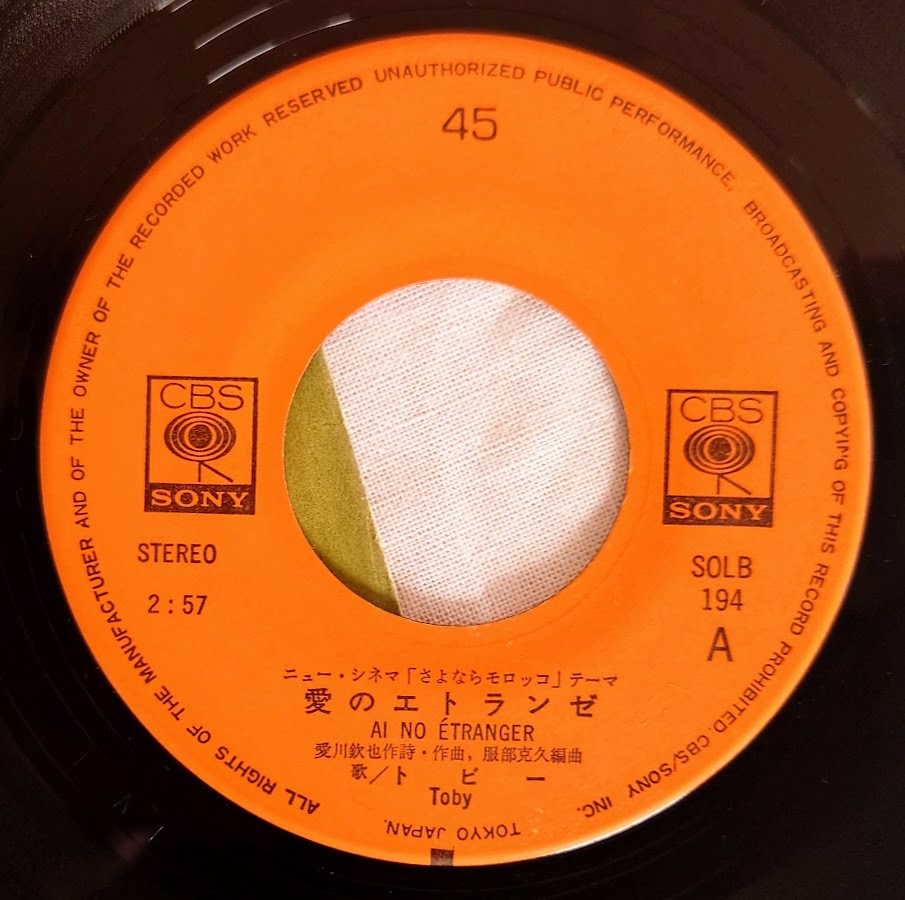 45
ALL RIGHTS OF THE MANUFACTURER AND OF THE OWNER OF THE RECORDED WORK RESERVED UNAUTHORIZED PUBLIC PERFORMANCE, BROADCASTING AND COPYING OF THIS RECORD PROHIBITED. CBS/SONY INC. TOKYO JAPAN.
CBS
SONY
CBS
SONY
STEREO
2:57
SOLB
194
A
ニュー・シネマ「さよならモロッコ」テーマ
愛のエトランゼ
AI NO ÉTRANGER
愛川欽也作詩・作曲, 服部克久編曲
歌/トビー
Toby